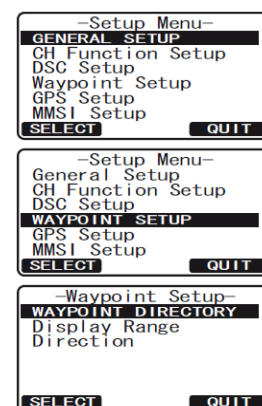 -Setup Menu-
GENERAL SETUP
CH Function Setup
DSC Setup
Waypoint Setup
GPS Setup
MMSI Setup
SELECT QUIT
-Setup Menu-
General Setup
CH Function Setup
DSC Setup
WAYPOINT SETUP
GPS Setup
MMSI Setup
SELECT QUIT
-Waypoint Setup-
WAYPOINT DIRECTORY
Display Range
Direction
SELECT QUIT